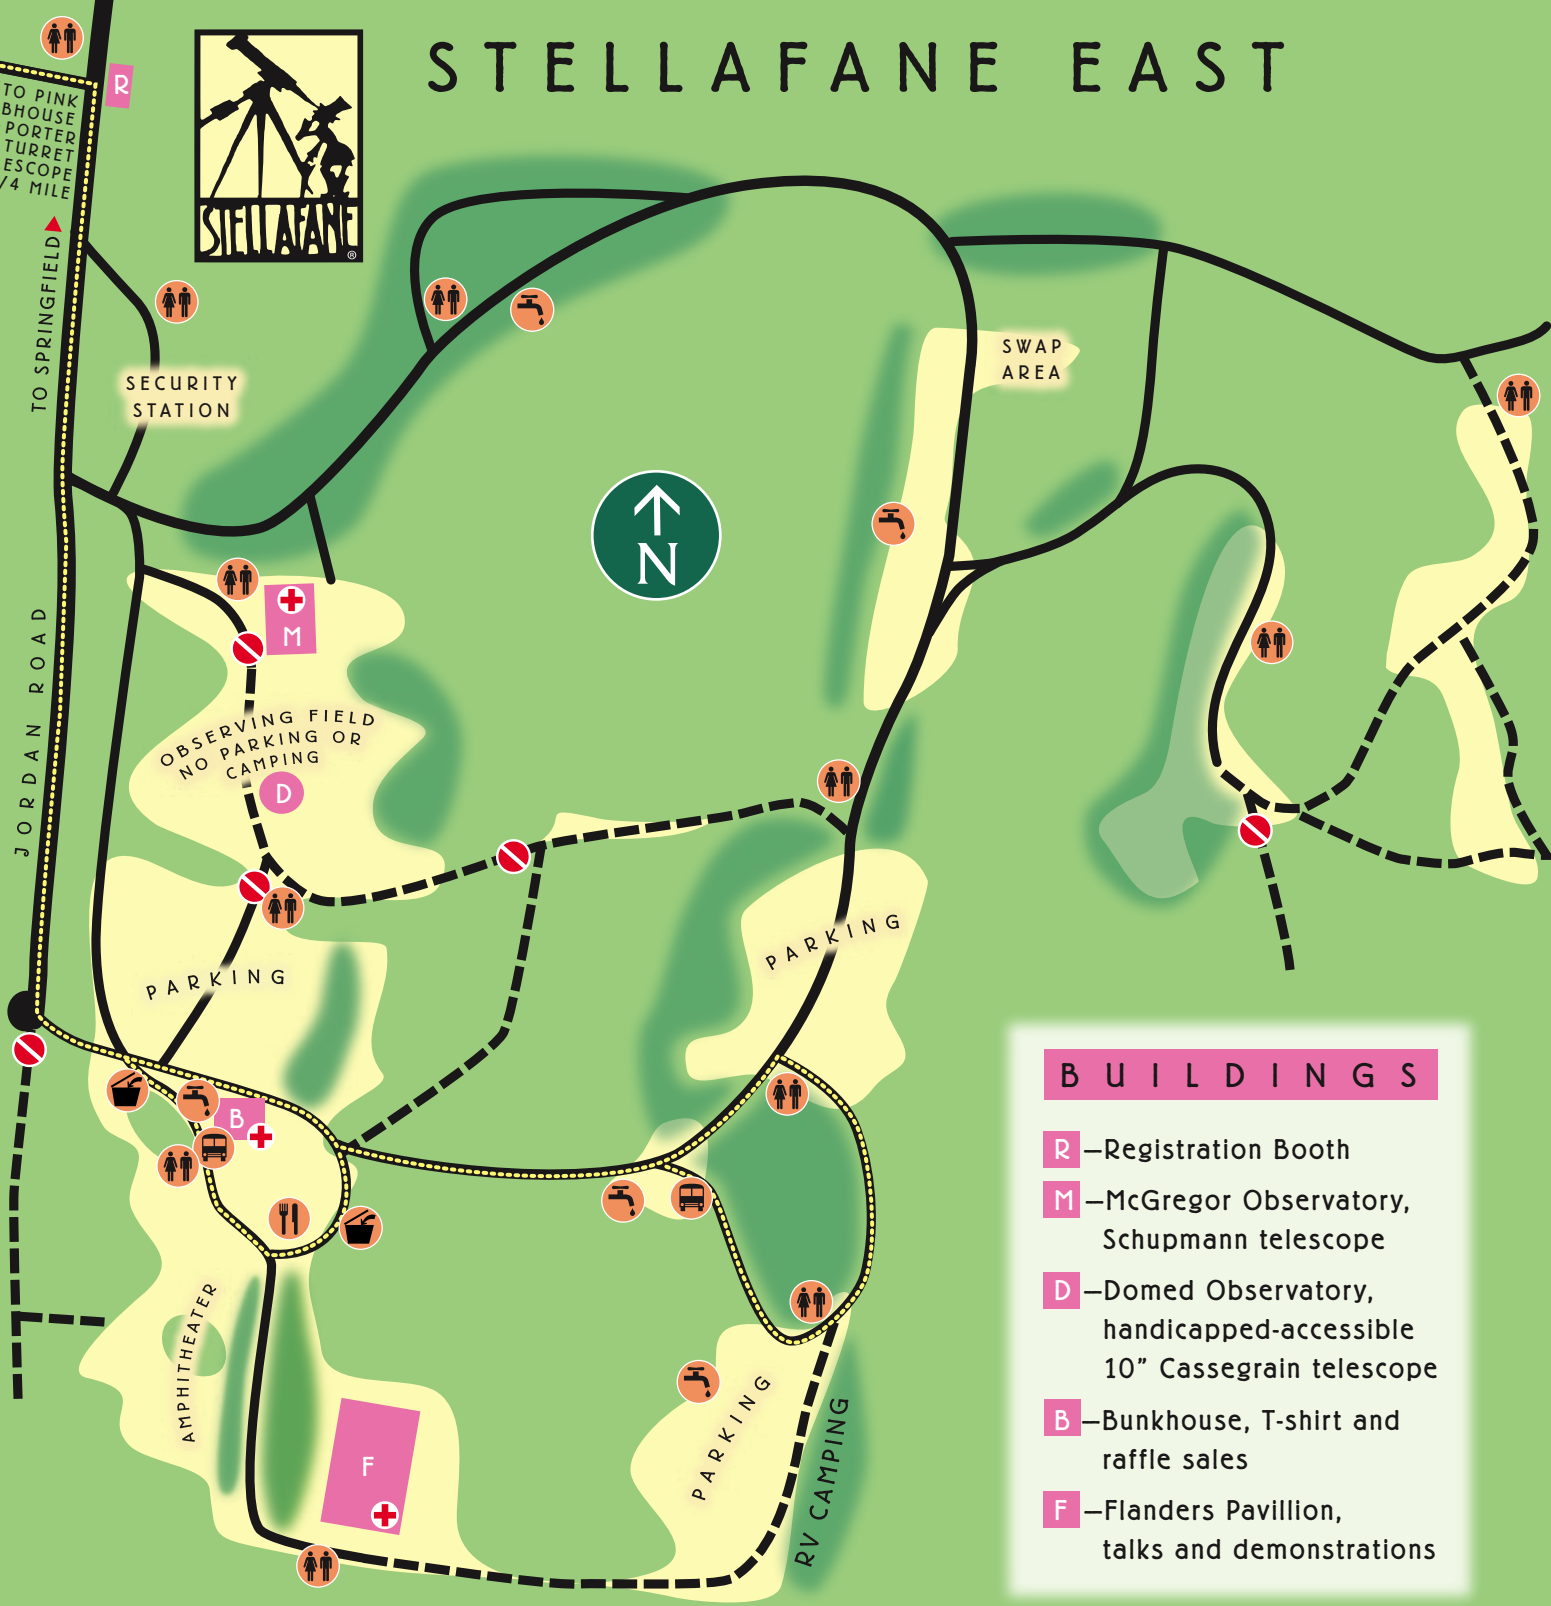 STELLAFANE EAST
R
TO PINK
BHOUSE
PORTER
TURRET
ESCOPE
/4 MILE
STELLAFANE
®
TO SPRINGFIELD
SECURITY
STATION
SWAP
AREA
N
M
JORDAN ROAD
OBSERVING FIELD
NO PARKING OR
CAMPING
D
PARKING
PARKING
B
AMPHITHEATER
F
PARKING
RV CAMPING
BUILDINGS
R –Registration Booth
M –McGregor Observatory,
Schupmann telescope
D –Domed Observatory,
handicapped-accessible
10” Cassegrain telescope
B –Bunkhouse, T-shirt and
raffle sales
F –Flanders Pavillion,
talks and demonstrations